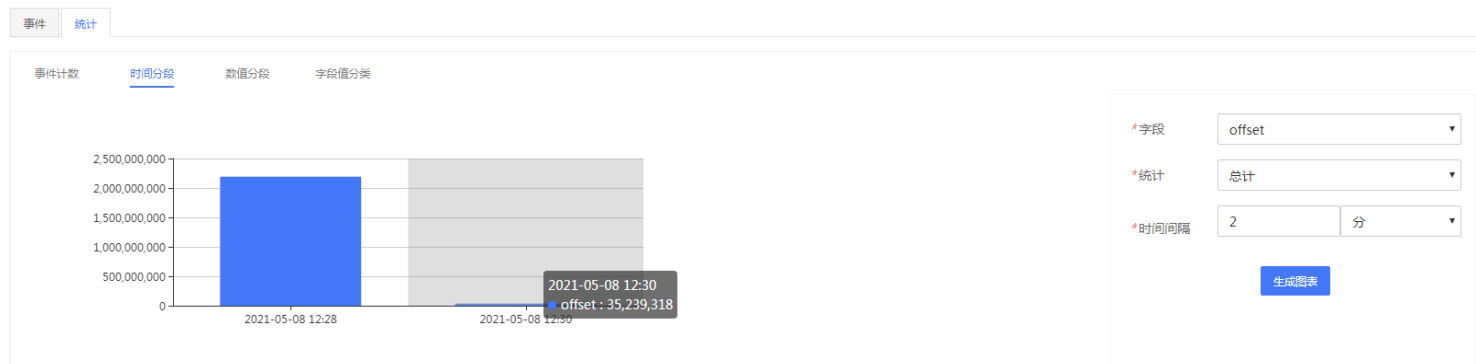 事件 统计
事件计数 时间分段 数值分段 字段值分类
2,500,000,000
2,000,000,000
1,500,000,000
1,000,000,000
500,000,000
0
2021-05-08 12:28 2021-05-08 12:30
2021-05-08 12:30
offset : 35,239,318
*字段 offset
*统计 总计
*时间间隔 2 分
生成图表